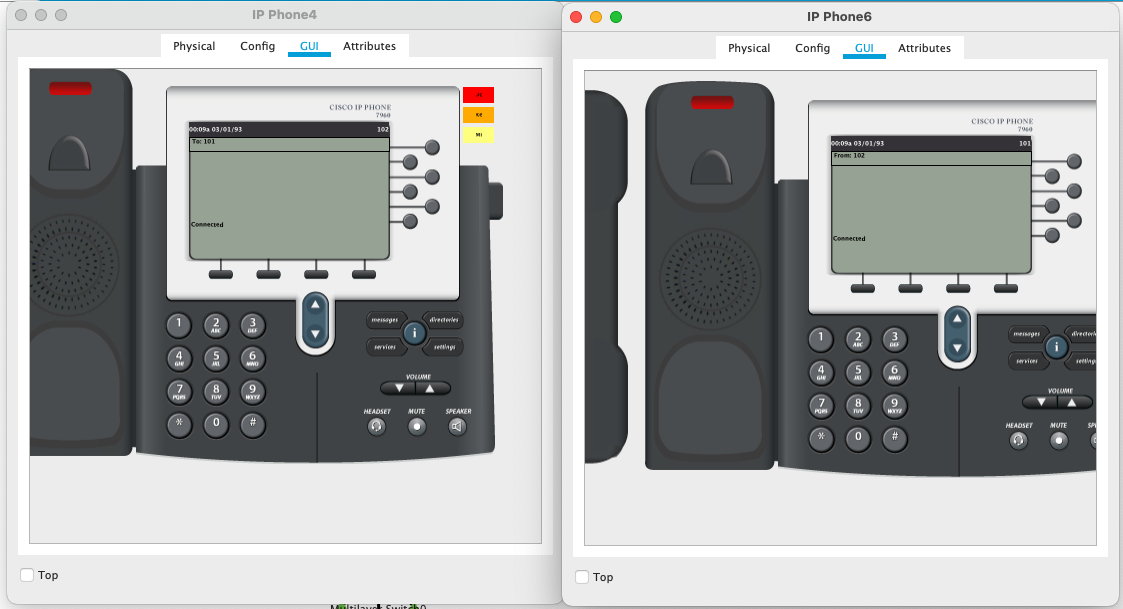 IP Phone4
Physical Config GUI Attributes
CISCO IP PHONE
7960
00:09a 03/01/93 102
To: 101
Connected
1 2 ABC 3 DEF
4 GHI 5 JKL 6 MNO
7 PQRS 8 TUV 9 WXYZ
* 0 #
messages directories
i
services settings
VOLUME
HEADSET MUTE SPEAKER
Top
IP Phone6
Physical Config GUI Attributes
CISCO IP PHONE
7960
00:09a 03/01/93 101
From: 102
Connected
1 2 ABC 3 DEF
4 GHI 5 JKL 6 MNO
7 PQRS 8 TUV 9 WXYZ
* 0 #
messages directori
i
services settings
VOLUME
HEADSET MUTE SP
Top
Multilayer Switch0